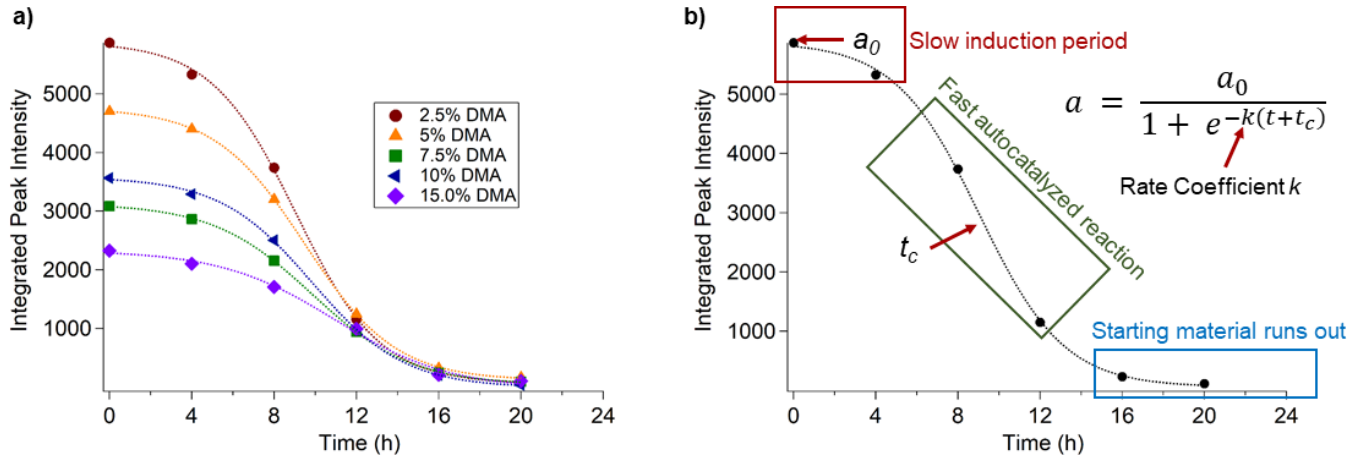 a)
Integrated Peak Intensity
5000
4000
3000
2000
1000
0 4 8 12 16 20 24
Time (h)
2.5% DMA
5% DMA
7.5% DMA
10% DMA
15.0% DMA
b)
Integrated Peak Intensity
5000
4000
3000
2000
1000
0 4 8 12 16 20 24
Time (h)
a₀
Slow induction period
Fast autocatalyzed reaction
t_c
a = a₀ / (1 + e^{-k(t+t_c)})
Rate Coefficient k
Starting material runs out